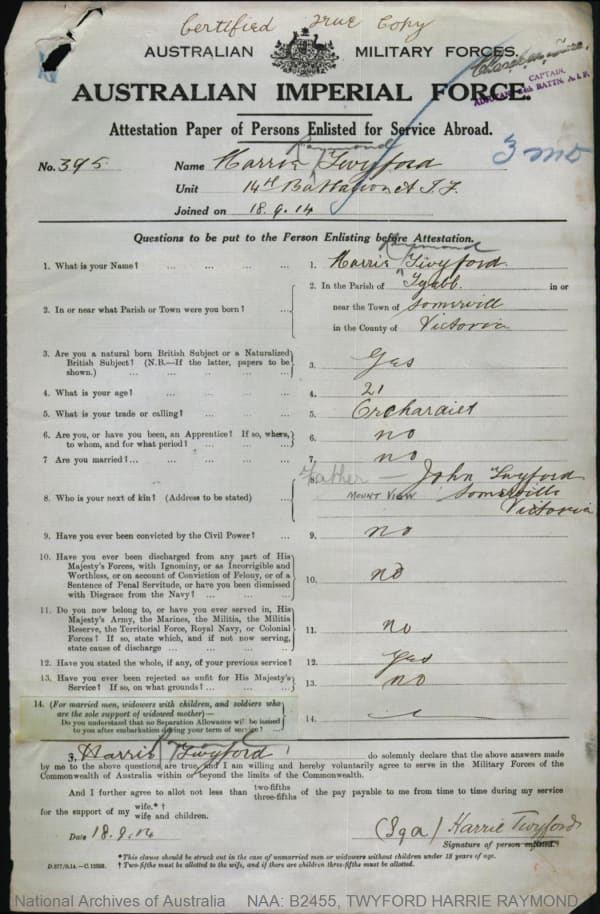 Certified True Copy
AUSTRALIAN MILITARY FORCES.
CAPTAIN.
ADJUTANT 14th BATTN. A.I.F.
AUSTRALIAN IMPERIAL FORCE.
Attestation Paper of Persons Enlisted for Service Abroad.
3 mo
Raymond
No. 395 Name Harrie Twyford
Unit 14th Battalion A I F
Joined on 18.9.14
Questions to be put to the Person Enlisting before Attestation.
Raymond
1. What is your Name? ... ... ... ... 1. Harrie Twyford
2. In or near what Parish or Town were you born? ... 2. In the Parish of Tyabb in or
near the Town of Somervill
in the County of Victoria
3. Are you a natural born British Subject or a Naturalized
British Subject? (N.B.—If the latter, papers to be
shown.) ... ... ... ... 3. Yes
4. What is your age? ... ... ... ... 4. 21
5. What is your trade or calling? ... ... ... 5. Orchardist
6. Are you, or have you been, an Apprentice? If so, where,
to whom, and for what period? ... ... 6. no
7 Are you married? ... ... ... ... 7. no
8. Who is your next of kin? (Address to be stated) ... 8. Father — John Twyford
MOUNT VIEW Somerville
Victoria
9. Have you ever been convicted by the Civil Power? ... 9. no
10. Have you ever been discharged from any part of His
Majesty's Forces, with Ignominy, or as Incorrigible and
Worthless, or on account of Conviction of Felony, or of a
Sentence of Penal Servitude, or have you been dismissed
with Disgrace from the Navy? ... ... ... 10. no
11. Do you now belong to, or have you ever served in, His
Majesty's Army, the Marines, the Militia, the Militia
Reserve, the Territorial Force, Royal Navy, or Colonial
Forces? If so, state which, and if not now serving,
state cause of discharge ... ... ... 11. no
12. Have you stated the whole, if any, of your previous service? 12. yes
13. Have you ever been rejected as unfit for His Majesty's
Service? If so, on what grounds? ... ... 13. no
14. (For married men, widowers with children, and soldiers who
are the sole support of widowed mother)—
Do you understand that no Separation Allowance will be issued
to you after embarkation during your term of service? 14.
R
I, Harrie Twyford do solemnly declare that the above answers made
by me to the above questions are true, and I am willing and hereby voluntarily agree to serve in the Military Forces of the
Commonwealth of Australia within or beyond the limits of the Commonwealth.
And I further agree to allot not less than two-fifths three-fifths of the pay payable to me from time to time during my service
for the support of my wife.*† wife and children.
Date 18.9.14 (Sgd) Harrie Twyford
Signature of person enlisted.
*This clause should be struck out in the case of unmarried men or widowers without children under 18 years of age.
D.577/9.14.—C.12593. † Two-fifths must be allotted to the wife, and if there are children three-fifths must be allotted.
National Archives of Australia NAA: B2455, TWYFORD HARRIE RAYMOND